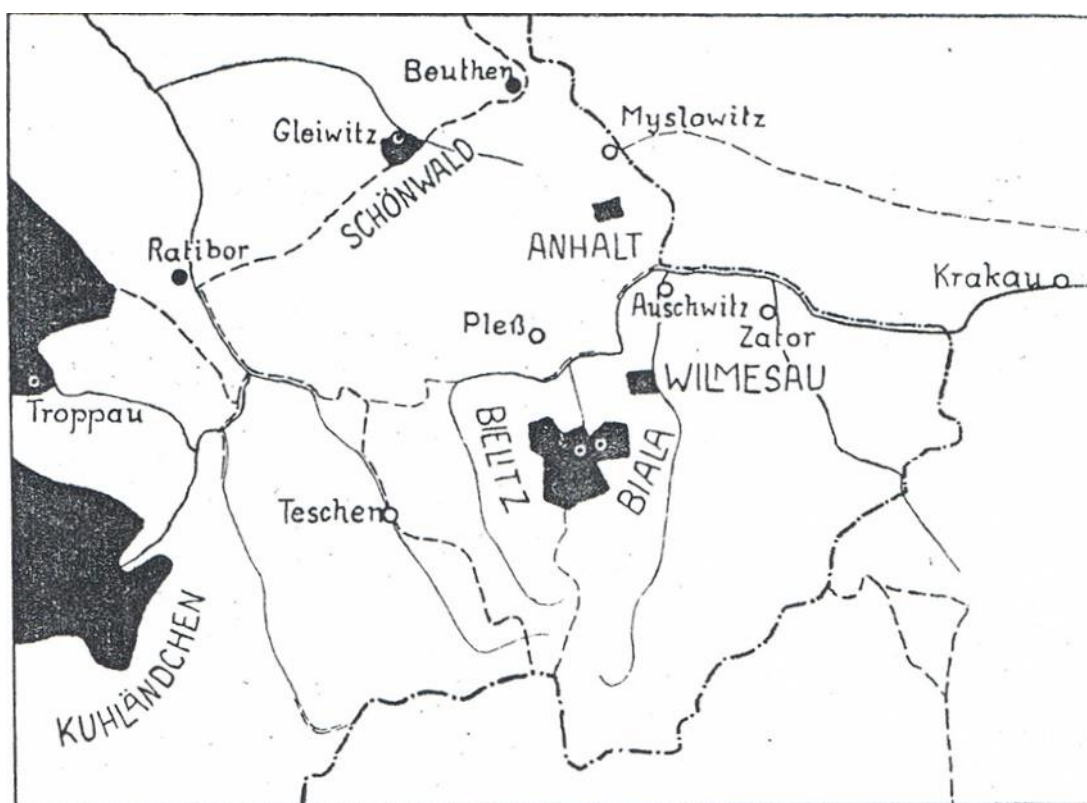 Beuthen
Gleiwitz
Myslowitz
SCHÖNWALD
ANHALT
Ratibor
Krakau
Auschwitz
Pleß
Zator
WILMESAU
Troppau
BIELITZ
BIALA
Teschen
KUHLÄNDCHEN